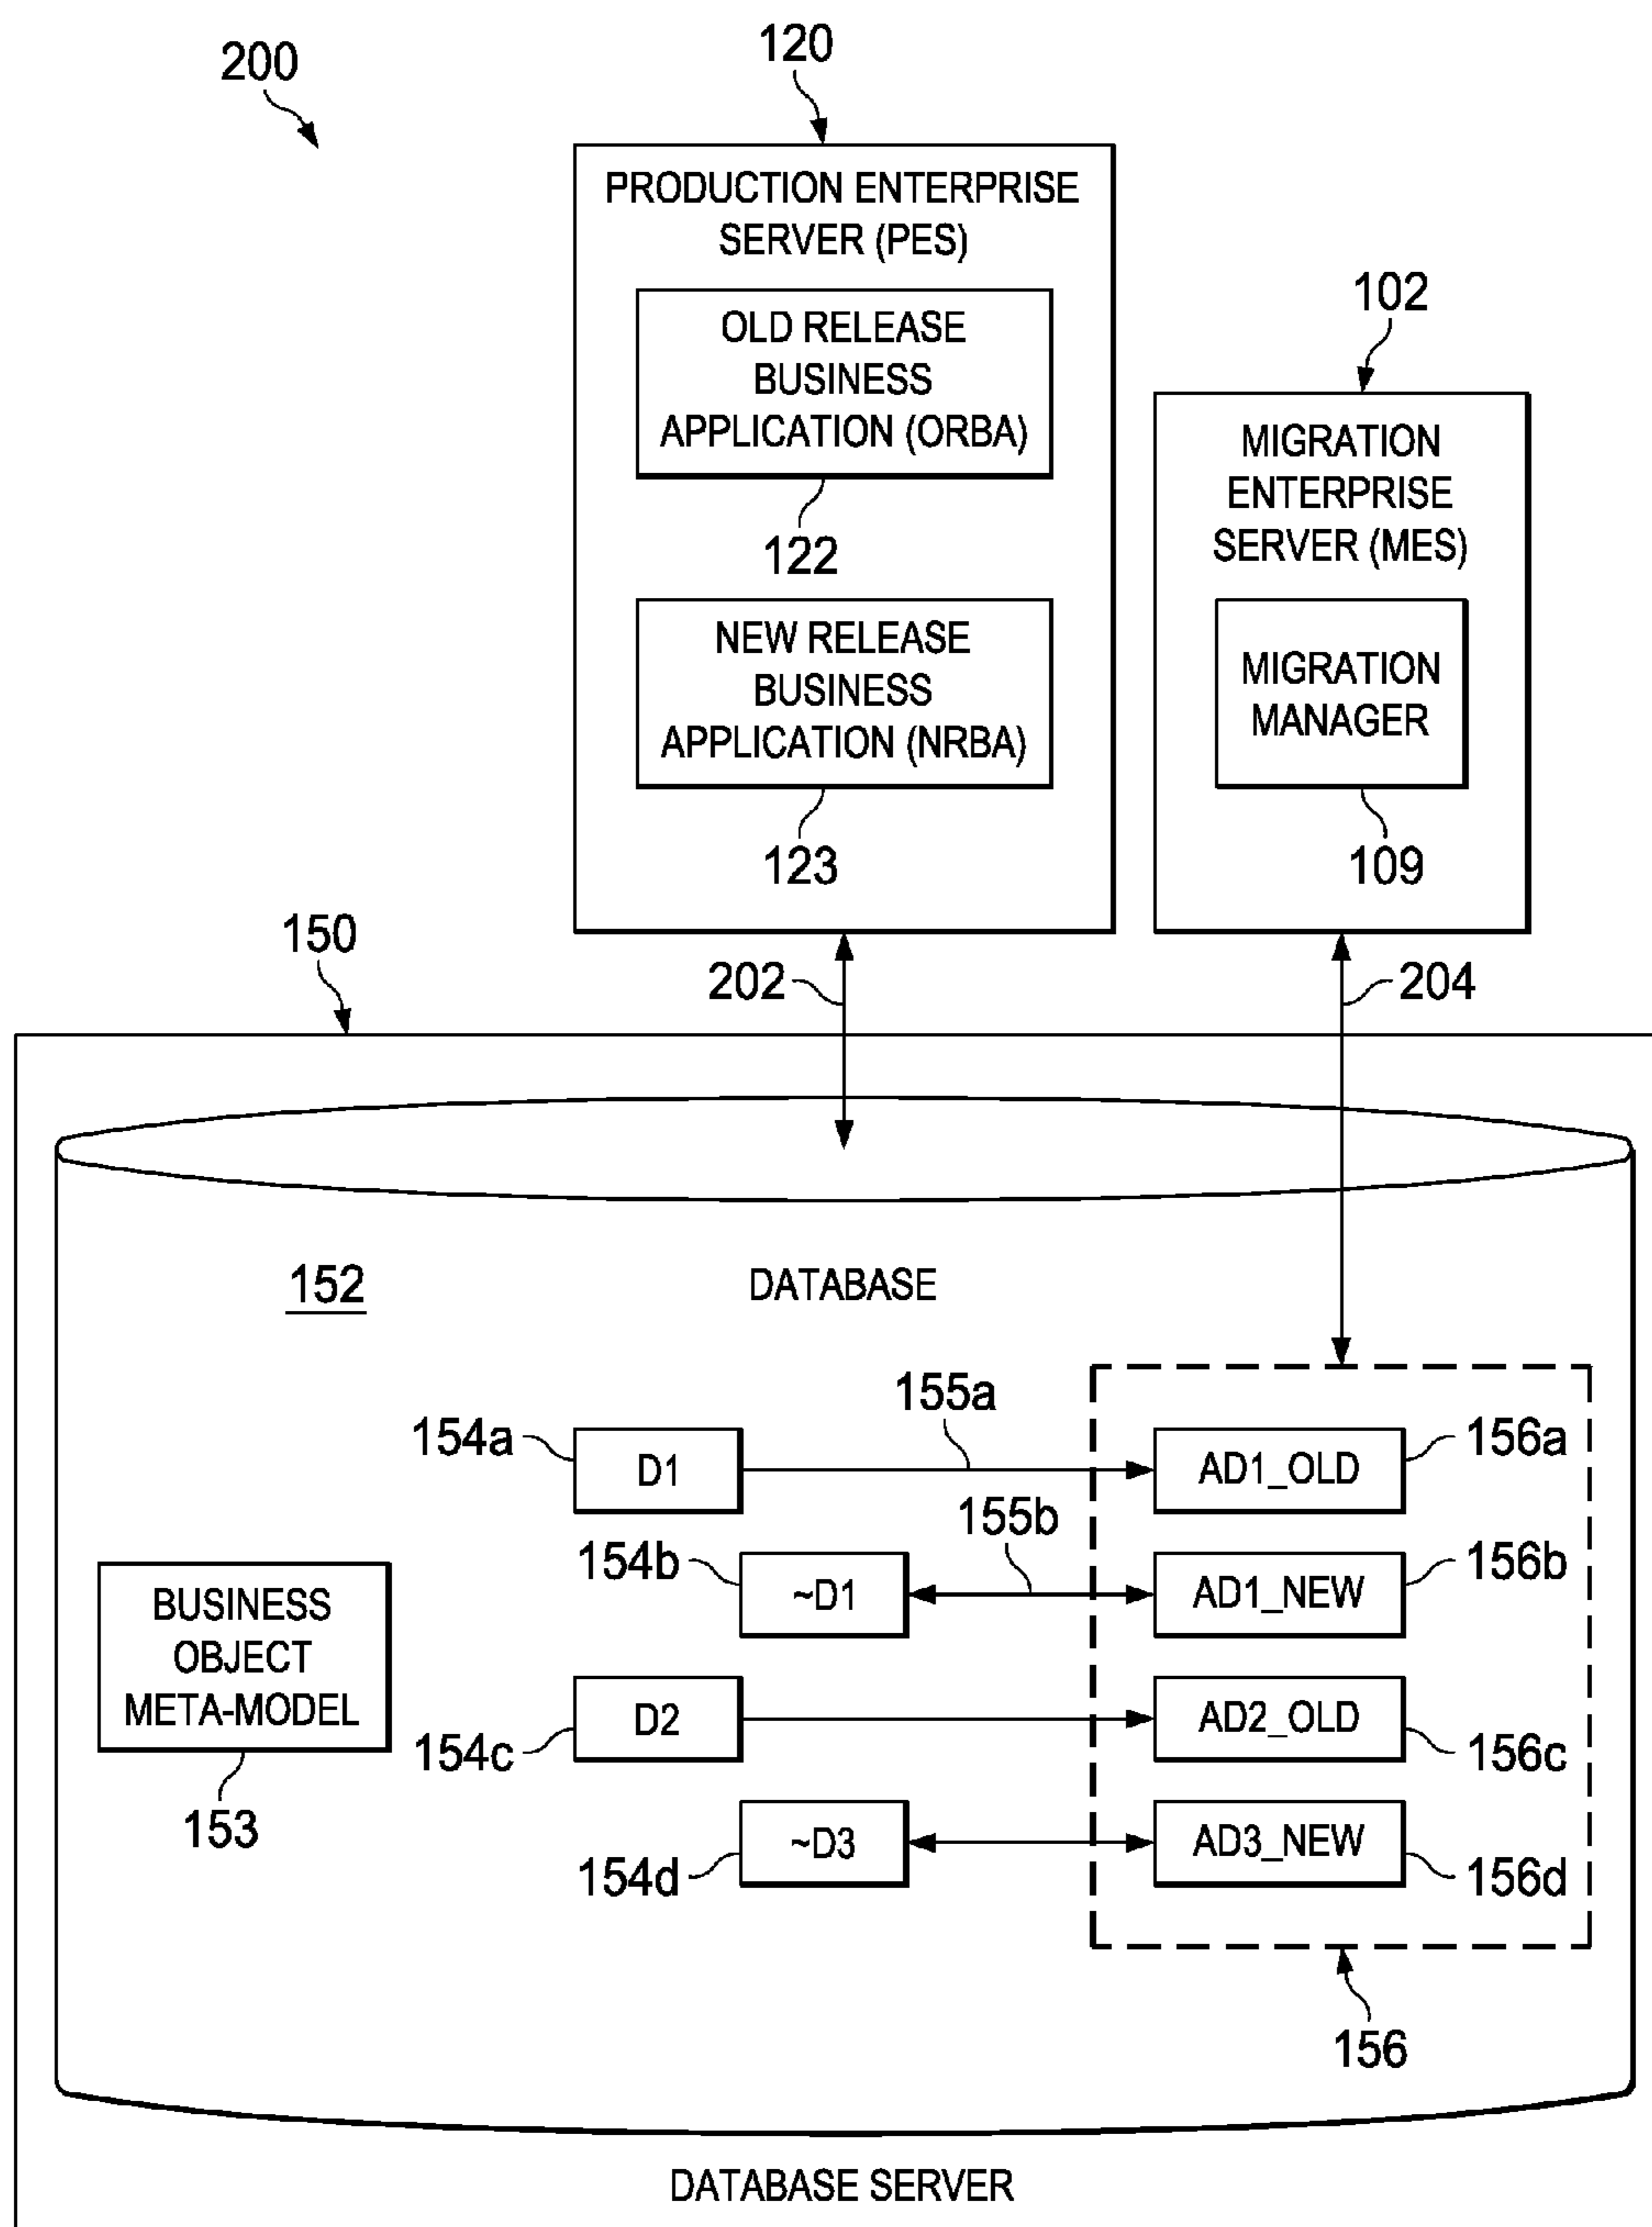 200
120
PRODUCTION ENTERPRISE
SERVER (PES)
OLD RELEASE
BUSINESS
APPLICATION (ORBA)
122
NEW RELEASE
BUSINESS
APPLICATION (NRBA)
123
102
MIGRATION
ENTERPRISE
SERVER (MES)
MIGRATION
MANAGER
109
150
202
204
152
DATABASE
155a
154a
D1
AD1_OLD
156a
155b
154b
~D1
AD1_NEW
156b
BUSINESS
OBJECT
META-MODEL
153
154c
D2
AD2_OLD
156c
154d
~D3
AD3_NEW
156d
156
DATABASE SERVER